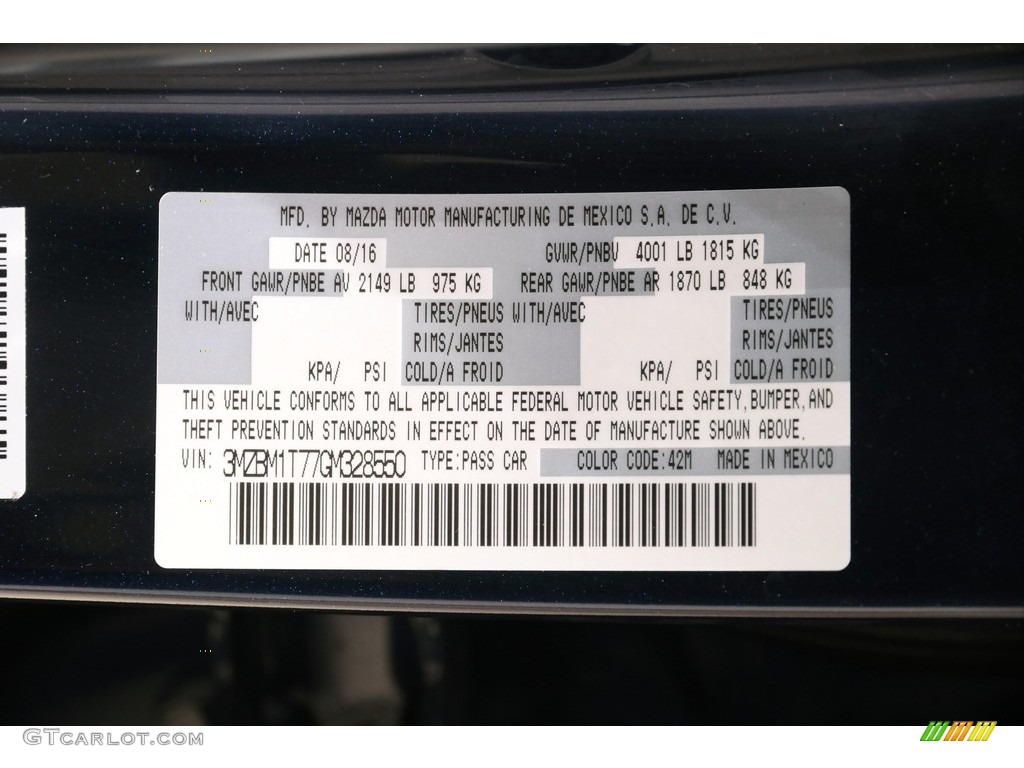 MFD. BY MAZDA MOTOR MANUFACTURING DE MEXICO S.A. DE C.V.
DATE 08/16 GVWR/PNBV 4001 LB 1815 KG
FRONT GAWR/PNBE AV 2149 LB 975 KG REAR GAWR/PNBE AR 1870 LB 848 KG
WITH/AVEC TIRES/PNEUS WITH/AVEC TIRES/PNEUS
RIMS/JANTES RIMS/JANTES
KPA/ PSI COLD/A FROID KPA/ PSI COLD/A FROID
THIS VEHICLE CONFORMS TO ALL APPLICABLE FEDERAL MOTOR VEHICLE SAFETY, BUMPER, AND
THEFT PREVENTION STANDARDS IN EFFECT ON THE DATE OF MANUFACTURE SHOWN ABOVE.
VIN: 3MZBM1T77GM328550 TYPE:PASS CAR COLOR CODE:42M MADE IN MEXICO
GTCARLOT.COM